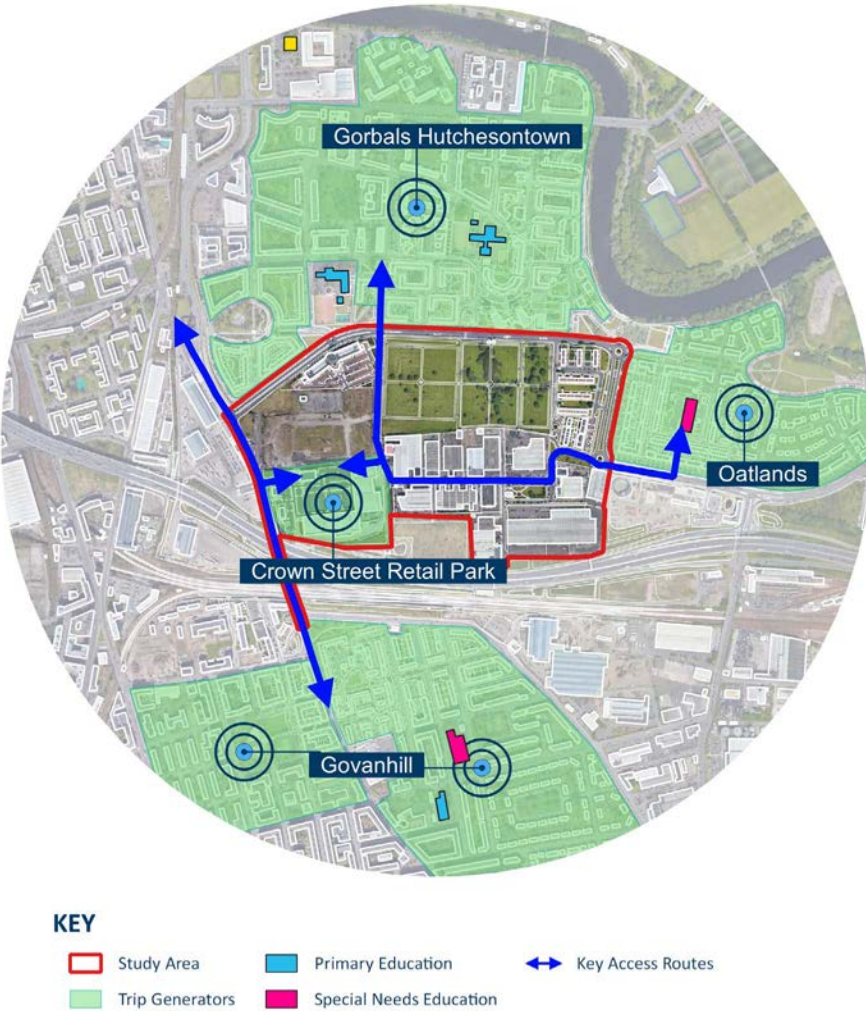 Gorbals Hutchesontown
Oatlands
Crown Street Retail Park
Govanhill
KEY
Study Area
Primary Education
Key Access Routes
Trip Generators
Special Needs Education